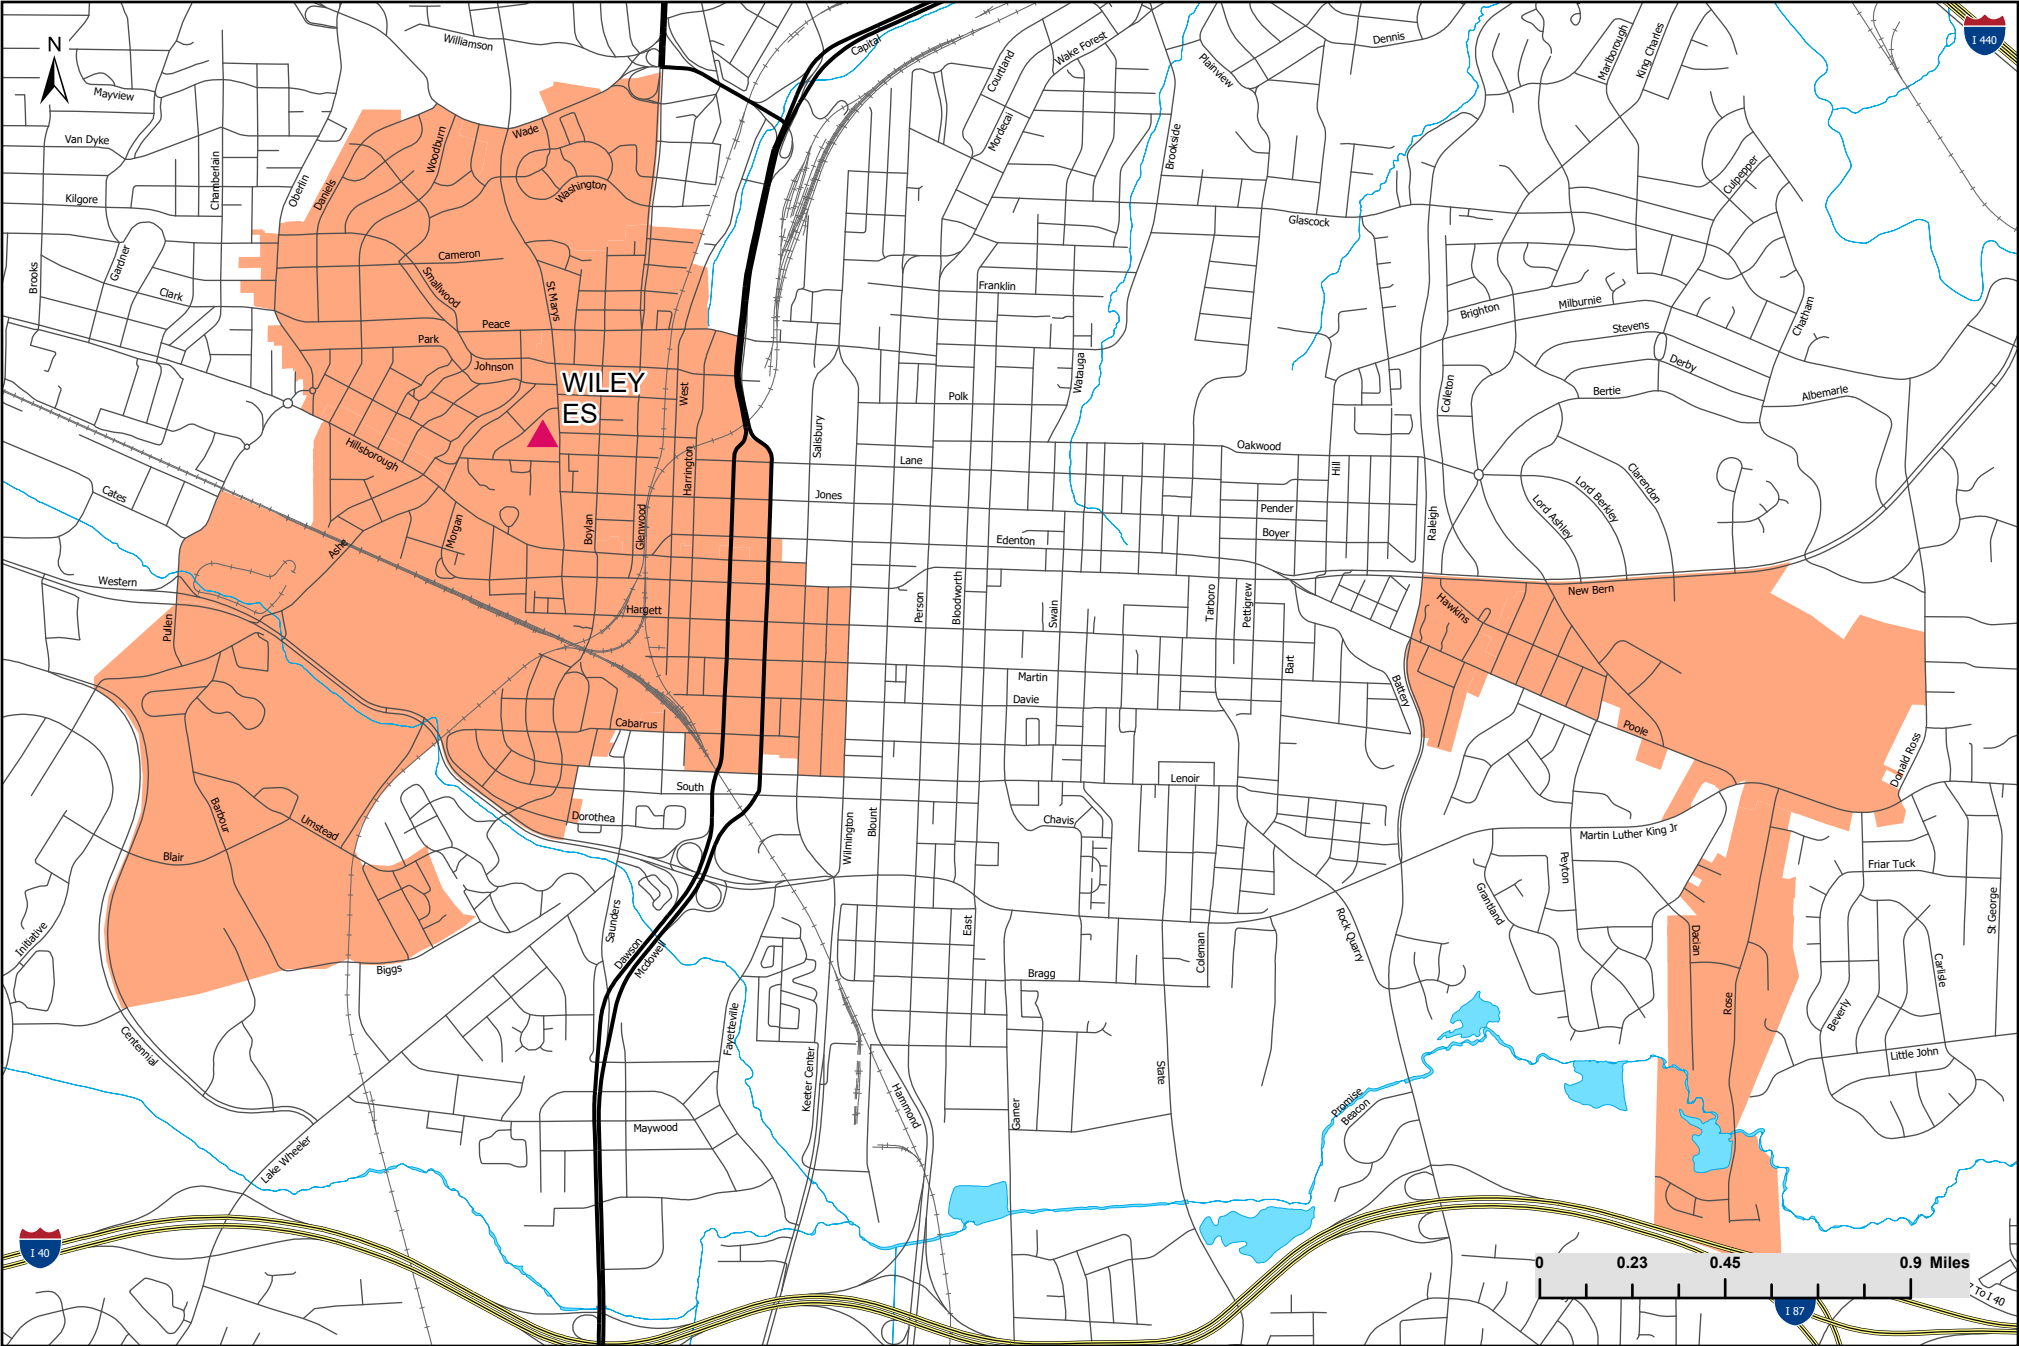 N
Williamson
Capital
Courtland
Wake Forest
Plainview
Dennis
Marlborough
King Charles
I 440
Mayview
Van Dyke
Kilgore
Chamberlain
Oberlin
Daniels
Woodburn
Wade
Washington
Mordecai
Brookside
Glascock
Culpepper
Brooks
Gardner
Clark
Cameron
Smallwood
St Marys
Peace
Park
Johnson
Franklin
Brighton
Milburnie
Stevens
Chatham
Derby
Bertie
Albemarle
WILEY
ES
West
Polk
Watauga
Colleton
Hillsborough
Harrington
Salisbury
Lane
Oakwood
Hill
Clarendon
Lord Berkley
Lord Ashley
Cates
Morgan
Ashe
Boylan
Glenwood
Jones
Edenton
Pender
Boyer
Raleigh
Western
Pullen
Hargett
Person
Bloodworth
Swain
Tarboro
Pettigrew
Hawkins
New Bern
Bart
Battery
Martin
Davie
Cabarrus
Poole
Donald Ross
South
Lenoir
Barbour
Umstead
Dorothea
Blair
Wilmington
Blount
Chavis
Martin Luther King Jr
Peyton
Friar Tuck
Grantland
St George
Initiative
Saunders
Dawson
Mcdowell
Biggs
East
Bragg
Coleman
Rock Quarry
Dacian
Rose
Carlisle
Beverly
Little John
Centennial
Fayetteville
Keeter Center
Hammond
Garner
State
Promise
Beacon
Maywood
Lake Wheeler
I 40
0 0.23 0.45 0.9 Miles
I 87
To I 40